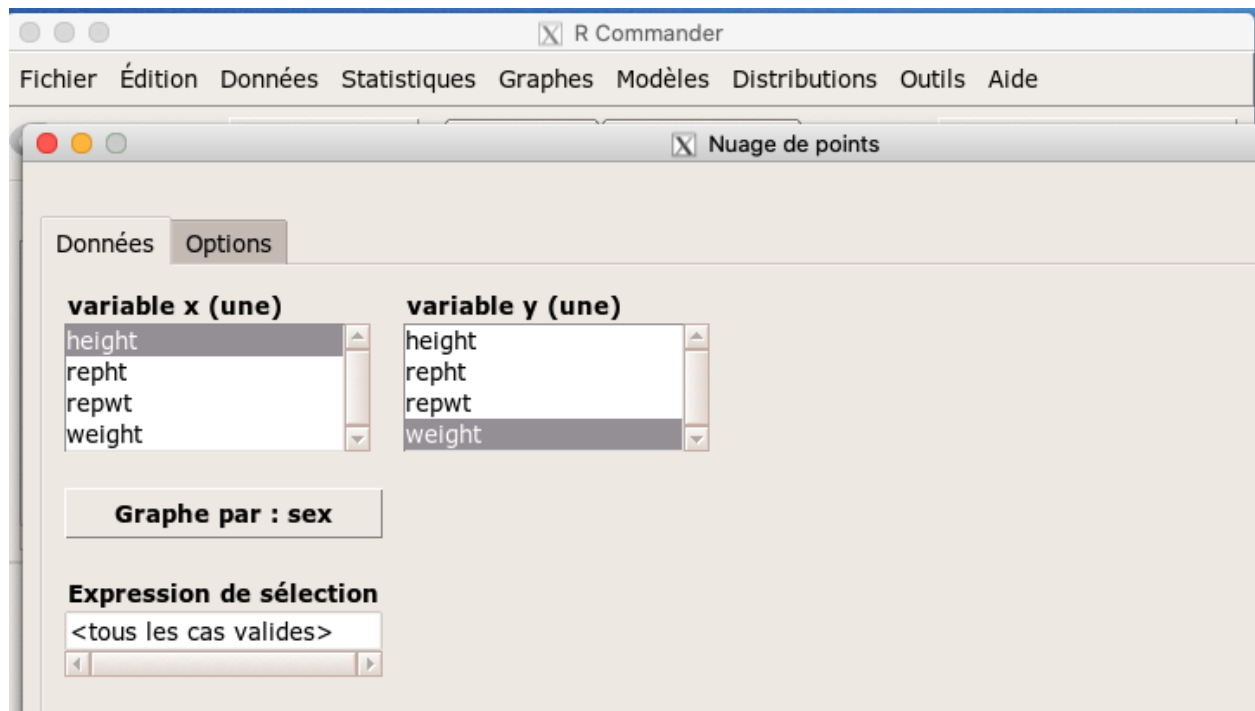 R Commander
Fichier Édition Données Statistiques Graphes Modèles Distributions Outils Aide
Nuage de points
Données Options
variable x (une) variable y (une)
height height
repht repht
repwt repwt
weight weight
Graphe par : sex
Expression de sélection
<tous les cas valides>